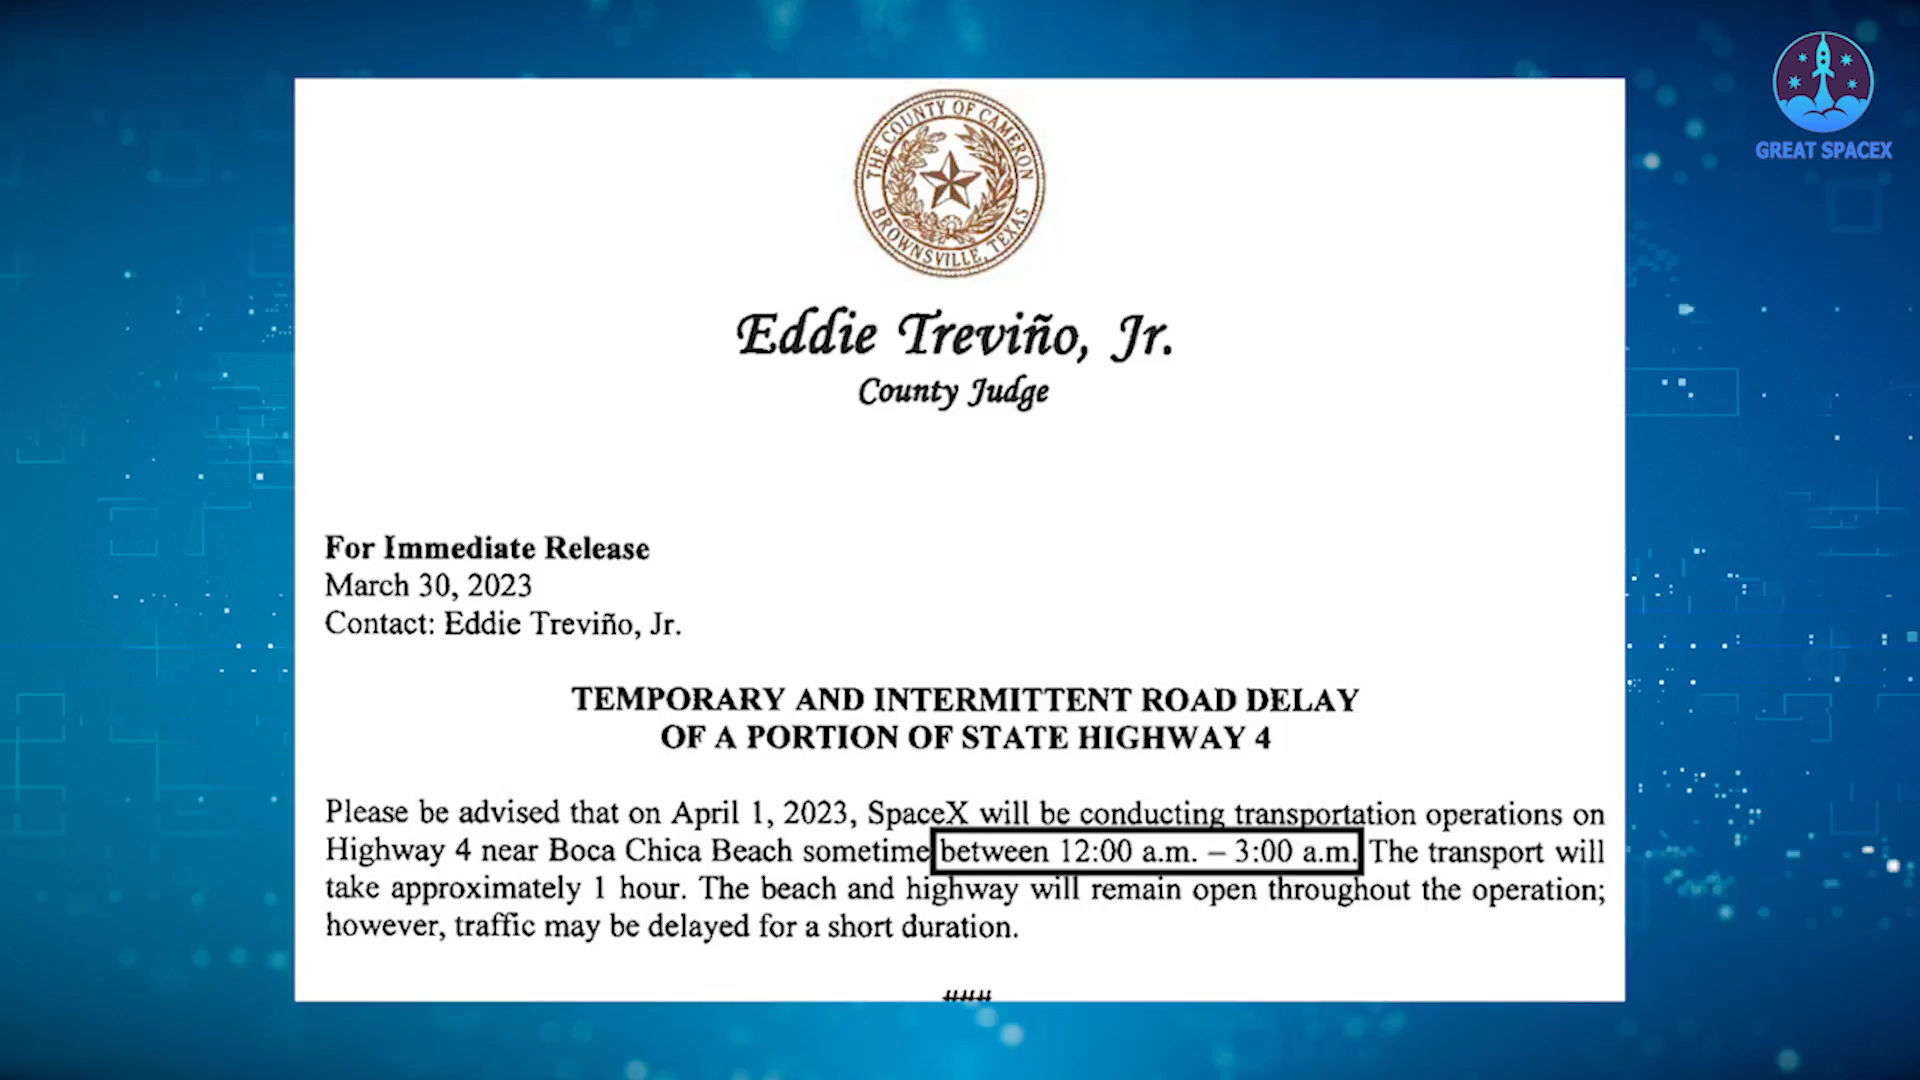 GREAT SPACEX
THE COUNTY OF CAMERON
BROWNSVILLE, TEXAS
Eddie Treviño, Jr.
County Judge
For Immediate Release
March 30, 2023
Contact: Eddie Treviño, Jr.
TEMPORARY AND INTERMITTENT ROAD DELAY
OF A PORTION OF STATE HIGHWAY 4
Please be advised that on April 1, 2023, SpaceX will be conducting transportation operations on
Highway 4 near Boca Chica Beach sometime between 12:00 a.m. – 3:00 a.m. The transport will
take approximately 1 hour. The beach and highway will remain open throughout the operation;
however, traffic may be delayed for a short duration.
###